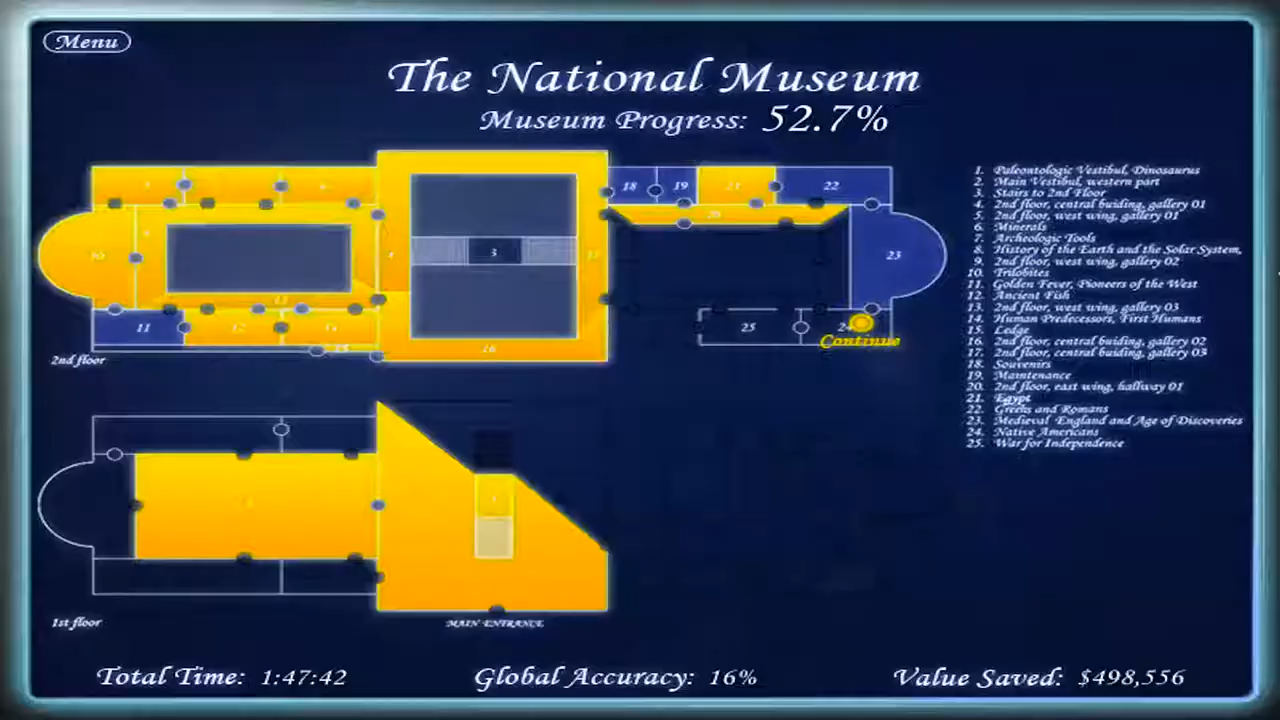 Menu
The National Museum
Museum Progress: 52.7%
18
19
21
22
20
10
3
23
13
11
12
14
25
24
16
15
Continue
2nd floor
1st floor
MAIN ENTRANCE
1. Paleontologic Vestibul, Dinosaurus
2. Main Vestibul, western part
3. Stairs to 2nd Floor
4. 2nd floor, central buiding, gallery 01
5. 2nd floor, west wing, gallery 01
6. Minerals
7. Archeologic Tools
8. History of the Earth and the Solar System,
9. 2nd floor, west wing, gallery 02
10. Trilobites
11. Golden Fever, Pioneers of the West
12. Ancient Fish
13. 2nd floor, west wing, gallery 03
14. Human Predecessors, First Humans
15. Ledge
16. 2nd floor, central buiding, gallery 02
17. 2nd floor, central buiding, gallery 03
18. Souvenirs
19. Maintenance
20. 2nd floor, east wing, hallway 01
21. Egypt
22. Greeks and Romans
23. Medieval England and Age of Discoveries
24. Native Americans
25. War for Independence
Total Time: 1:47:42
Global Accuracy: 16%
Value Saved: $498,556